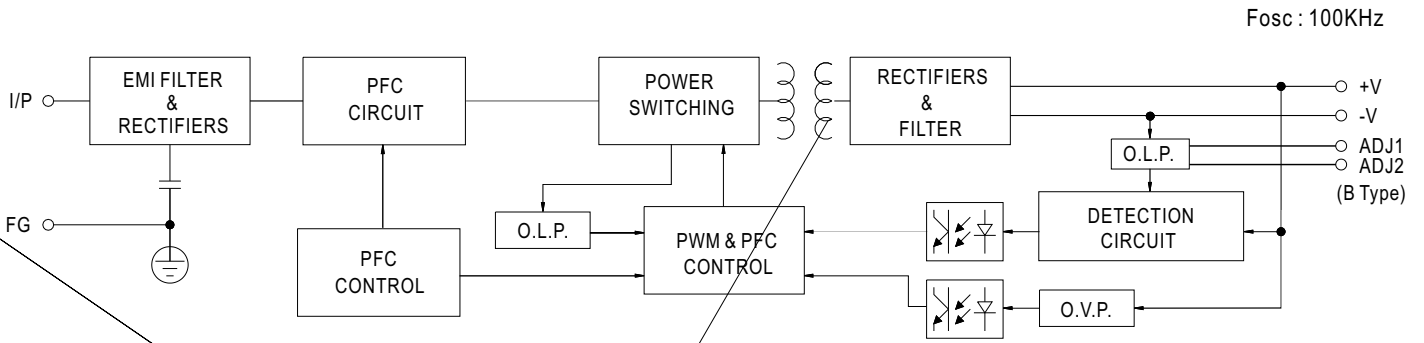 Fosc : 100KHz
I/P
EMI FILTER
&
RECTIFIERS
PFC
CIRCUIT
POWER
SWITCHING
RECTIFIERS
&
FILTER
+V
-V
O.L.P.
ADJ1
ADJ2
(B Type)
FG
PFC
CONTROL
O.L.P.
PWM & PFC
CONTROL
DETECTION
CIRCUIT
O.V.P.